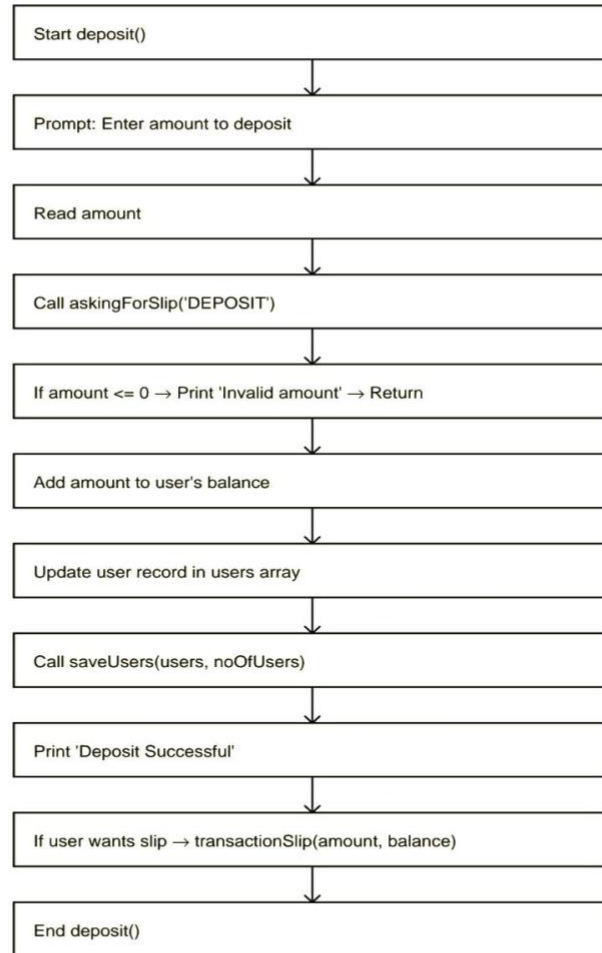 Start deposit()
Prompt: Enter amount to deposit
Read amount
Call askingForSlip('DEPOSIT')
If amount <= 0 → Print 'Invalid amount' → Return
Add amount to user's balance
Update user record in users array
Call saveUsers(users, noOfUsers)
Print 'Deposit Successful'
If user wants slip → transactionSlip(amount, balance)
End deposit()